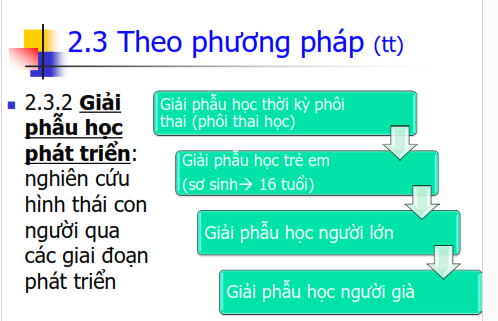 2.3 Theo phương pháp (tt)
2.3.2 Giải
phẫu học
phát triển:
nghiên cứu
hình thái con
người qua
các giai đoạn
phát triển
Giải phẫu học thời kỳ phôi
thai (phôi thai học)
Giải phẫu học trẻ em
(sơ sinh→ 16 tuổi)
Giải phẫu học người lớn
Giải phẫu học người già